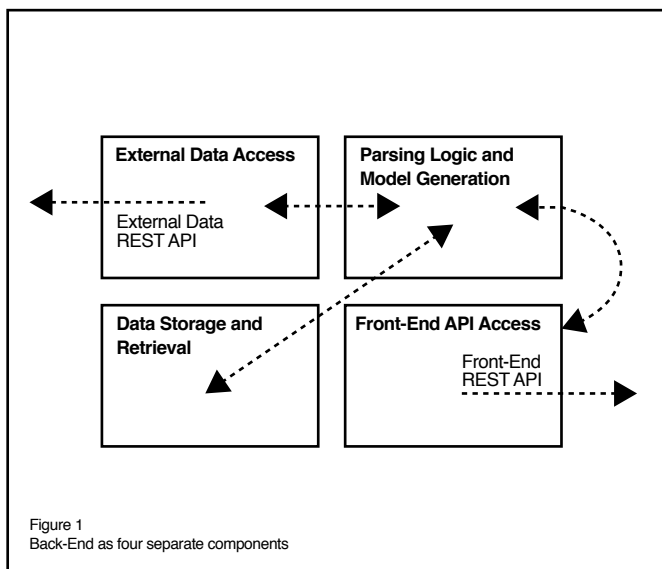 External Data Access
External Data
REST API
Parsing Logic and
Model Generation
Data Storage and
Retrieval
Front-End API Access
Front-End
REST API
Figure 1
Back-End as four separate components